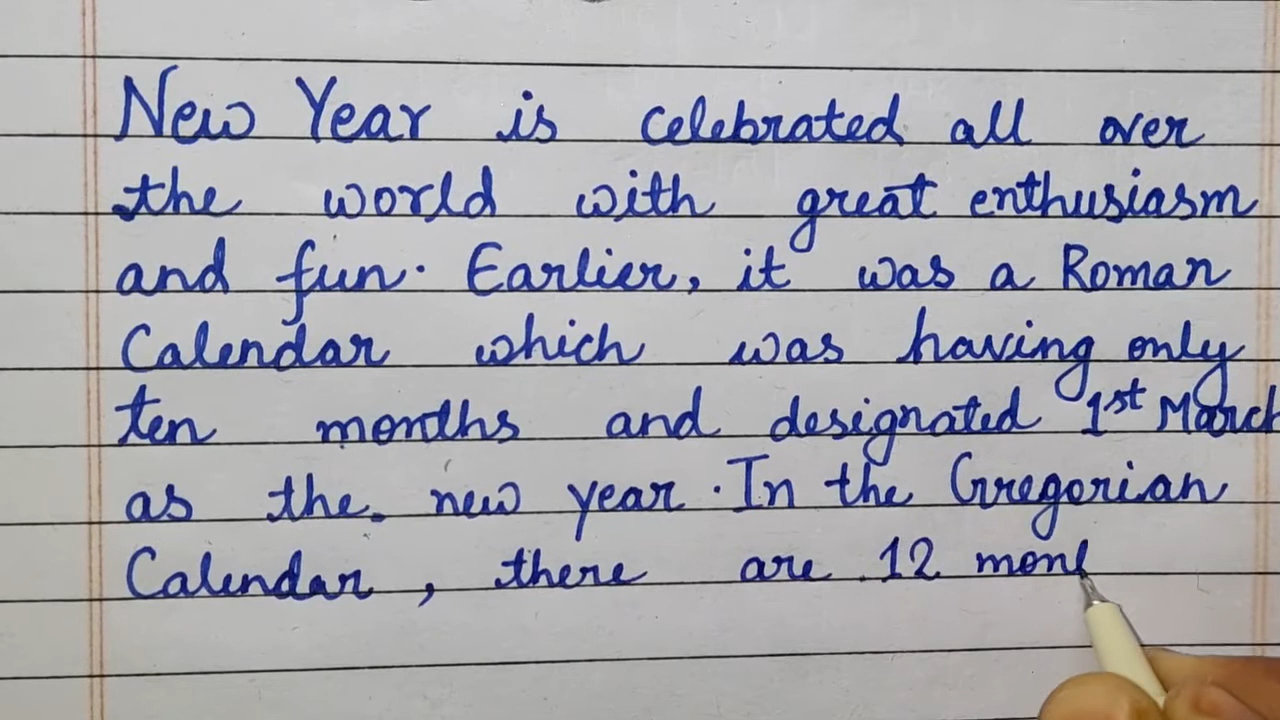 New Year is celebrated all over
the world with great enthusiasm
and fun. Earlier, it was a Roman
Calendar which was having only
ten months and designated 1st March
as the new year. In the Gregorian
Calendar, there are 12 mon